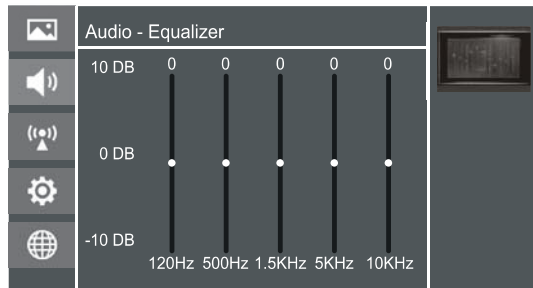 Audio - Equalizer
10 DB 0 0 0 0 0
0 DB
-10 DB
120Hz 500Hz 1.5KHz 5KHz 10KHz